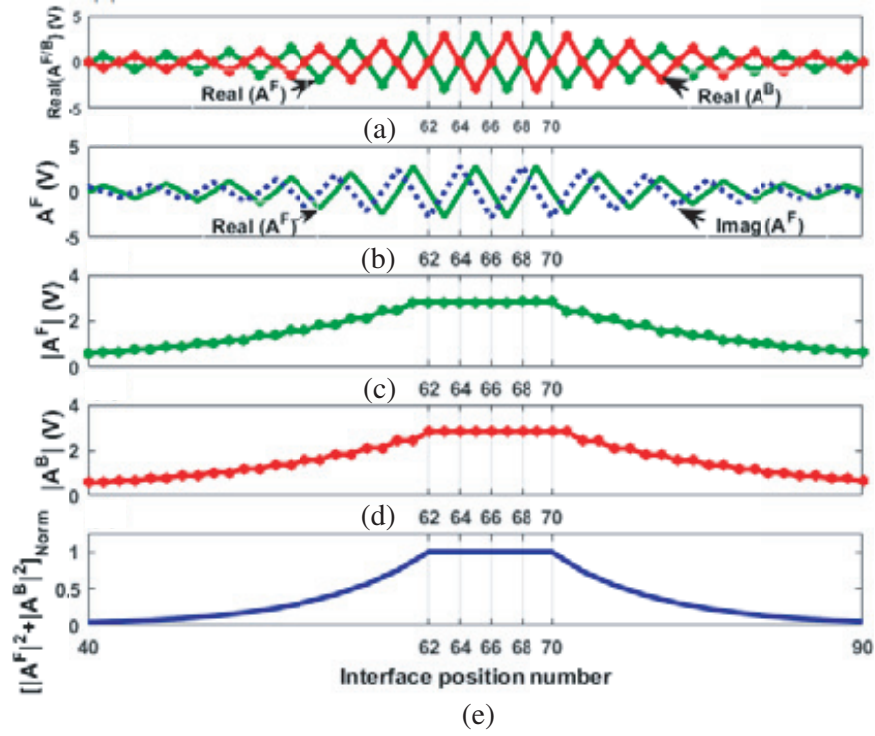 Real(A^F/B) (V)
5
0
-5
Real (A^F)
Real (A^B)
(a)
62 64 66 68 70
A^F (V)
5
0
-5
Real (A^F)
Imag(A^F)
(b)
62 64 66 68 70
|A^F| (V)
4
2
0
(c)
62 64 66 68 70
|A^B| (V)
4
2
0
(d)
62 64 66 68 70
[|A^F|^2+|A^B|^2]Norm
1
0.5
0
40 62 64 66 68 70 90
Interface position number
(e)